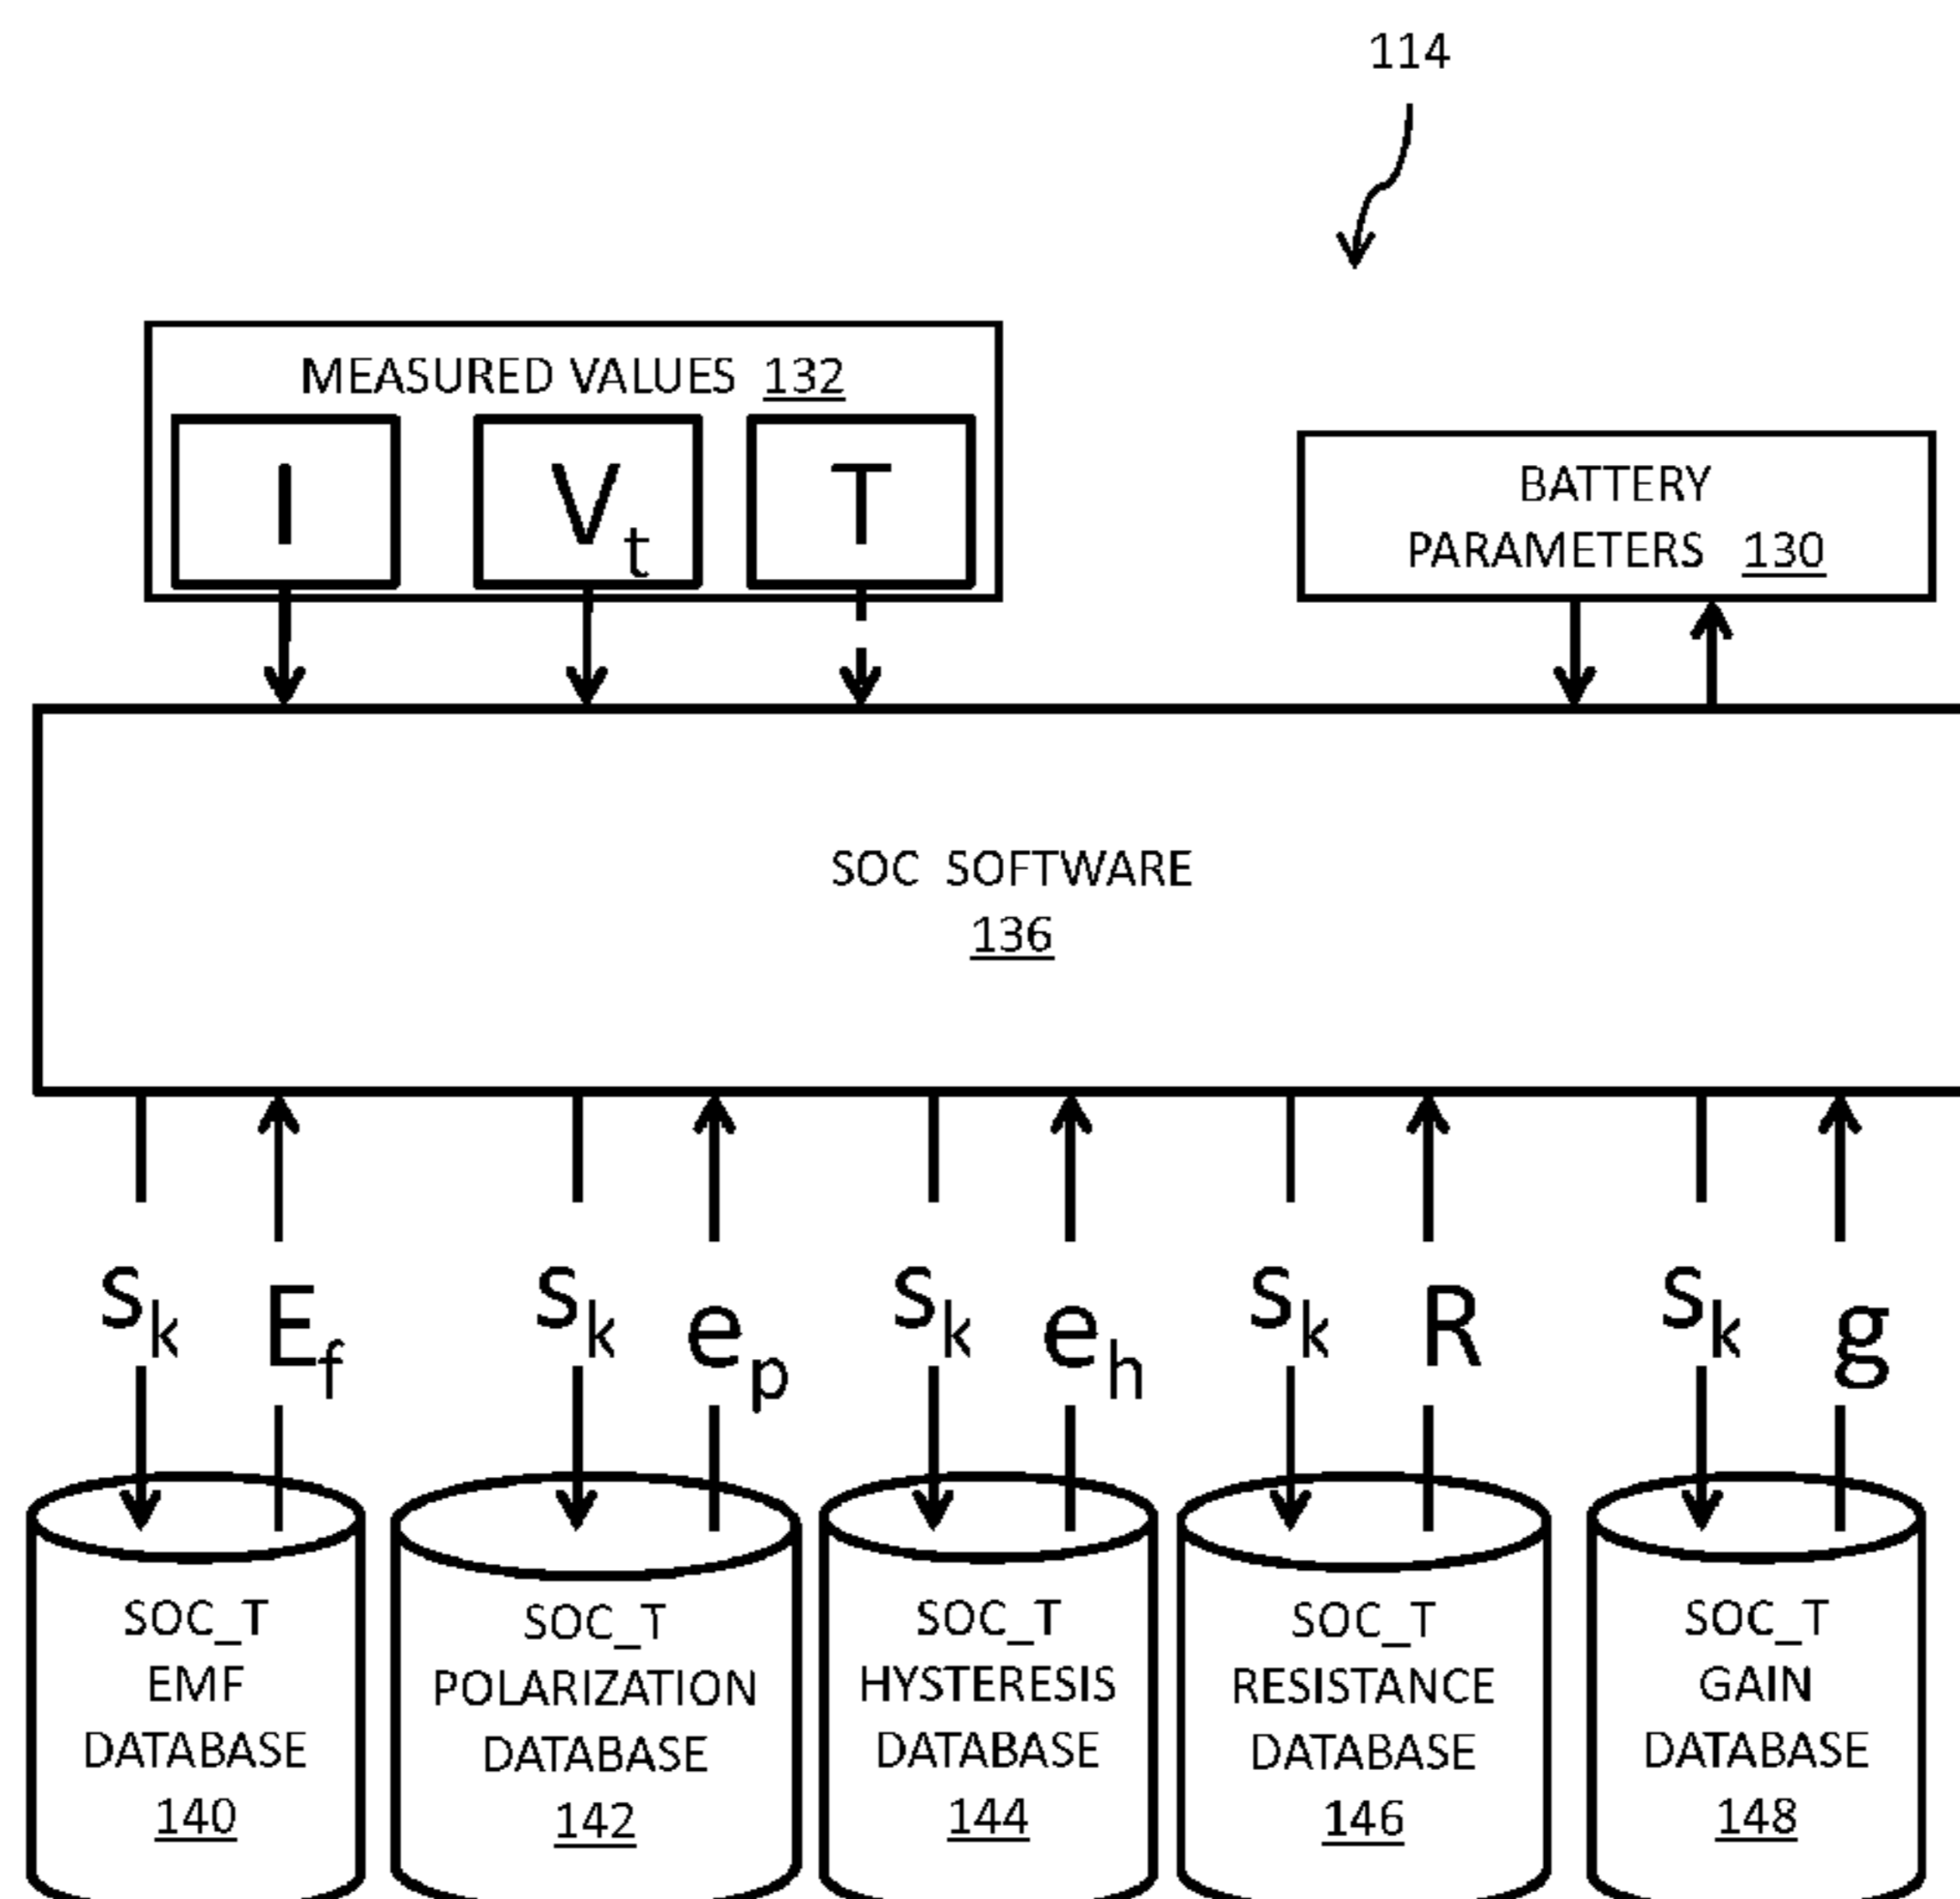 114
MEASURED VALUES 132
I Vt T
BATTERY
PARAMETERS 130
SOC SOFTWARE
136
sk Ef sk ep sk eh sk R sk g
SOC_T
EMF
DATABASE
140
SOC_T
POLARIZATION
DATABASE
142
SOC_T
HYSTERESIS
DATABASE
144
SOC_T
RESISTANCE
DATABASE
146
SOC_T
GAIN
DATABASE
148